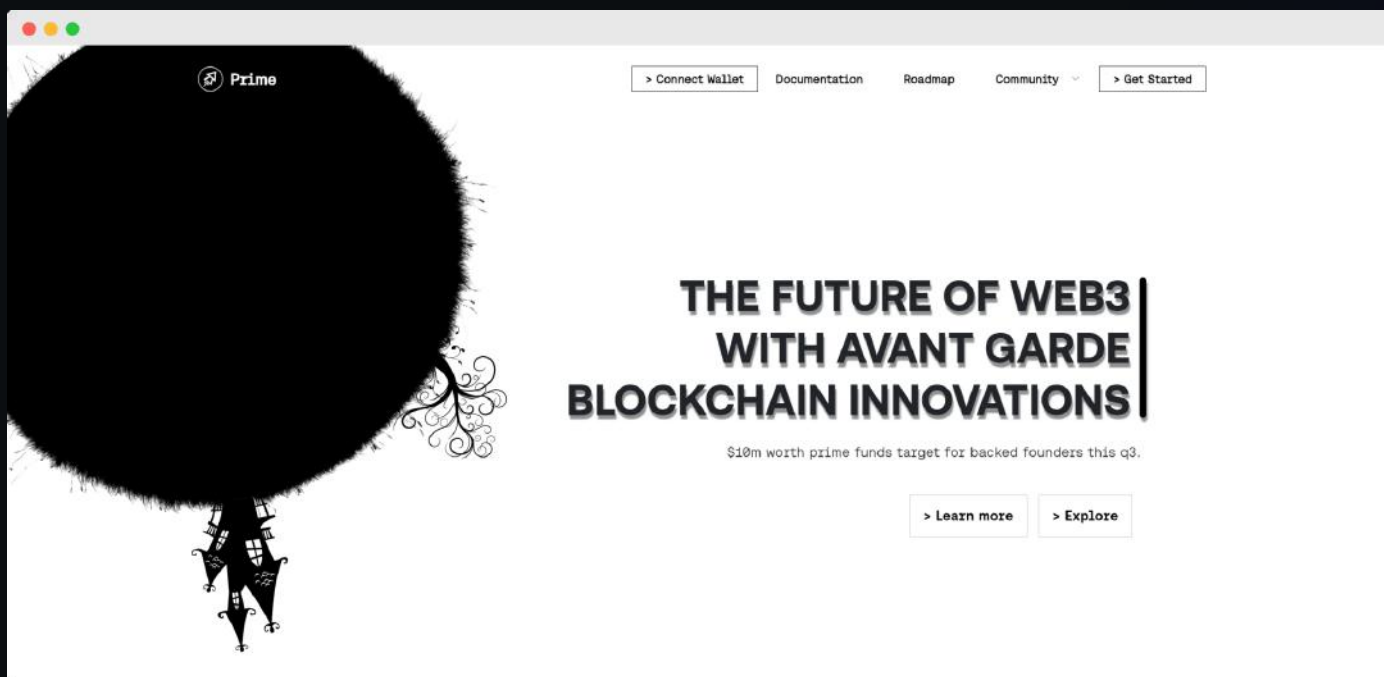 Prime
> Connect Wallet
Documentation
Roadmap
Community
> Get Started
THE FUTURE OF WEB3
WITH AVANT GARDE
BLOCKCHAIN INNOVATIONS
$10m worth prime funds target for backed founders this q3.
> Learn more
> Explore